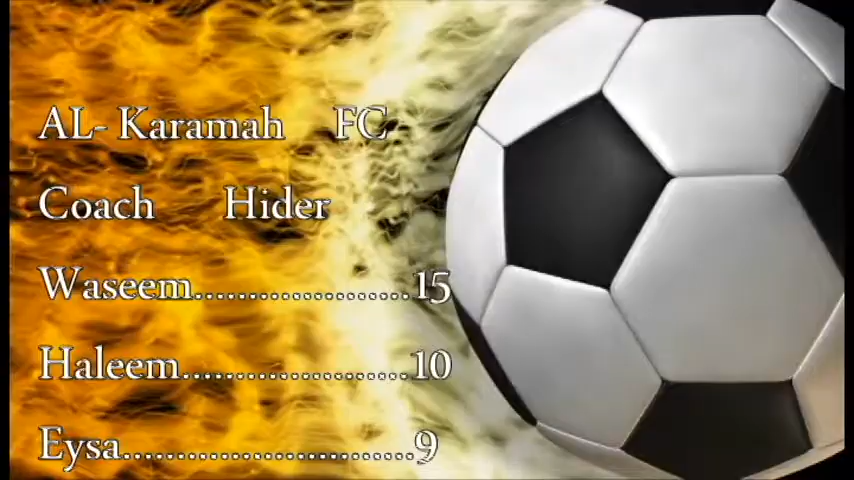 AL- Karamah FC
Coach Hider
Waseem.....................15
Haleem......................10
Eysa............................9